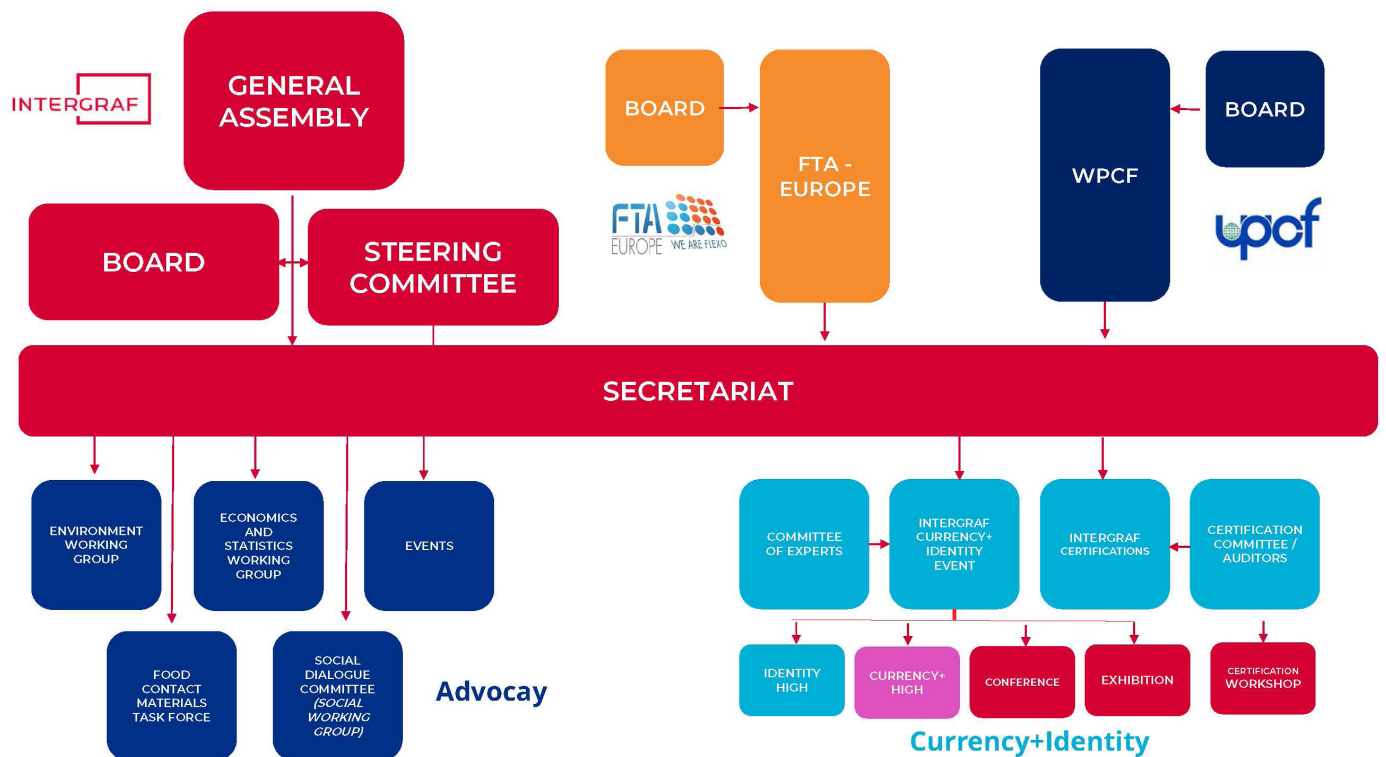 INTERGRAF
GENERAL
ASSEMBLY
BOARD
STEERING
COMMITTEE
BOARD
FTA -
EUROPE
FTA
EUROPE
WE ARE FLEXO
WPCF
BOARD
wpcf
SECRETARIAT
ENVIRONMENT
WORKING
GROUP
ECONOMICS
AND
STATISTICS
WORKING
GROUP
EVENTS
FOOD
CONTACT
MATERIALS
TASK FORCE
SOCIAL
DIALOGUE
COMMITTEE
(SOCIAL
WORKING
GROUP)
Advocay
COMMITTEE
OF EXPERTS
INTERGRAF
CURRENCY+
IDENTITY
EVENT
INTERGRAF
CERTIFICATIONS
CERTIFICATION
COMMITTEE /
AUDITORS
IDENTITY
HIGH
CURRENCY+
HIGH
CONFERENCE
EXHIBITION
CERTIFICATION
WORKSHOP
Currency+Identity